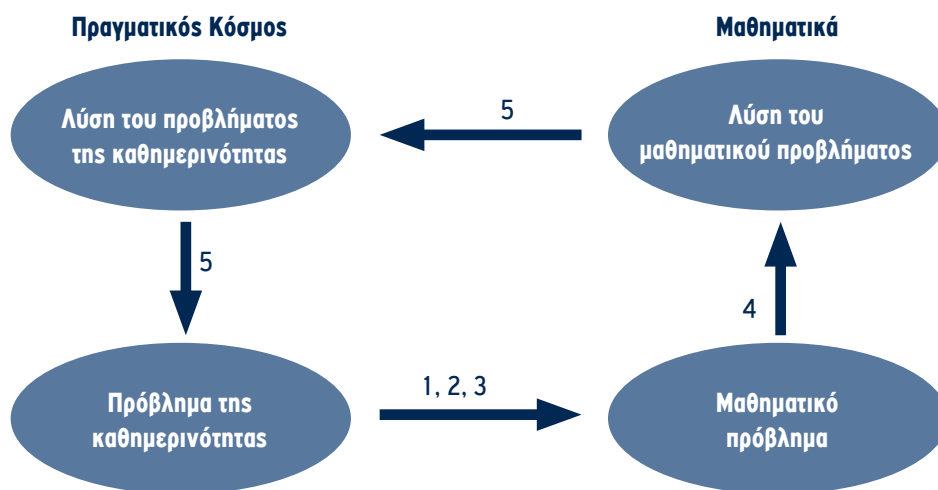 Πραγματικός Κόσμος
Μαθηματικά
Λύση του προβλήματος
της καθημερινότητας
5
Λύση του
μαθηματικού προβλήματος
5
4
Πρόβλημα της
καθημερινότητας
1, 2, 3
Μαθηματικό
πρόβλημα